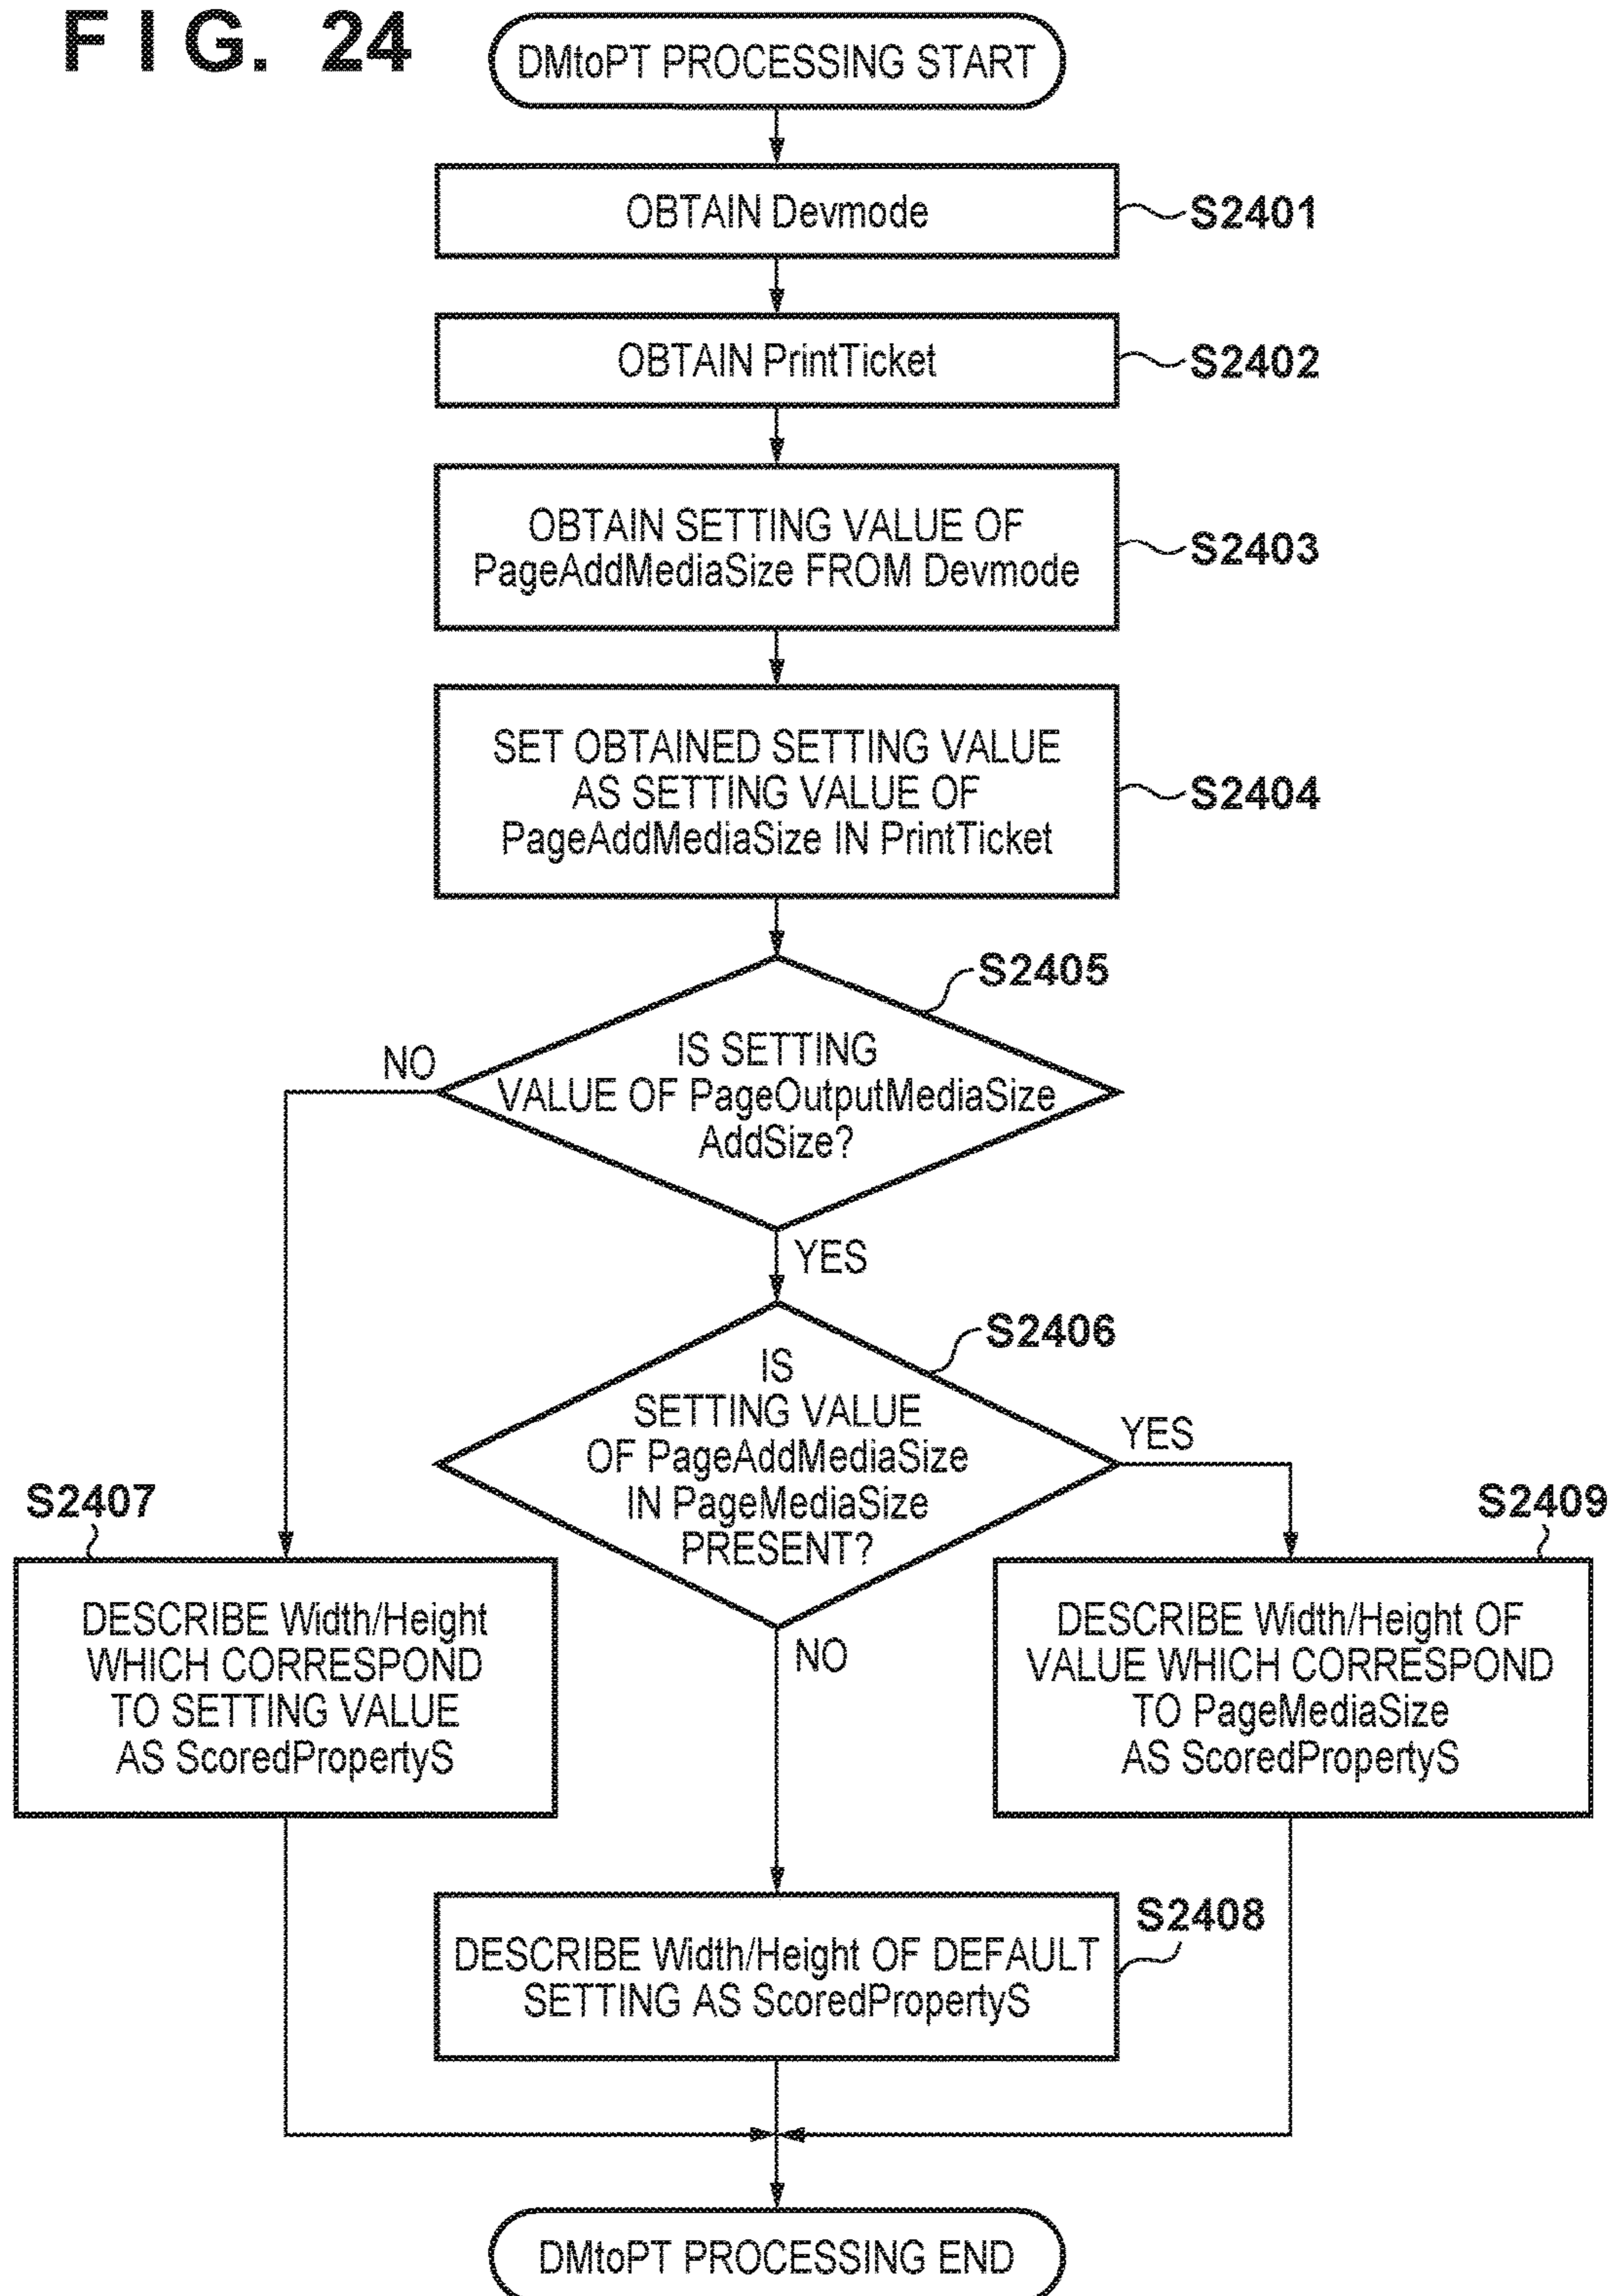 FIG. 24
DMtoPT PROCESSING START
OBTAIN Devmode
S2401
OBTAIN PrintTicket
S2402
OBTAIN SETTING VALUE OF
PageAddMediaSize FROM Devmode
S2403
SET OBTAINED SETTING VALUE
AS SETTING VALUE OF
PageAddMediaSize IN PrintTicket
S2404
S2405
NO
IS SETTING
VALUE OF PageOutputMediaSize
AddSize?
YES
S2406
IS
SETTING VALUE
OF PageAddMediaSize
IN PageMediaSize
PRESENT?
YES
NO
S2407
DESCRIBE Width/Height
WHICH CORRESPOND
TO SETTING VALUE
AS ScoredPropertyS
S2409
DESCRIBE Width/Height OF
VALUE WHICH CORRESPOND
TO PageMediaSize
AS ScoredPropertyS
S2408
DESCRIBE Width/Height OF DEFAULT
SETTING AS ScoredPropertyS
DMtoPT PROCESSING END